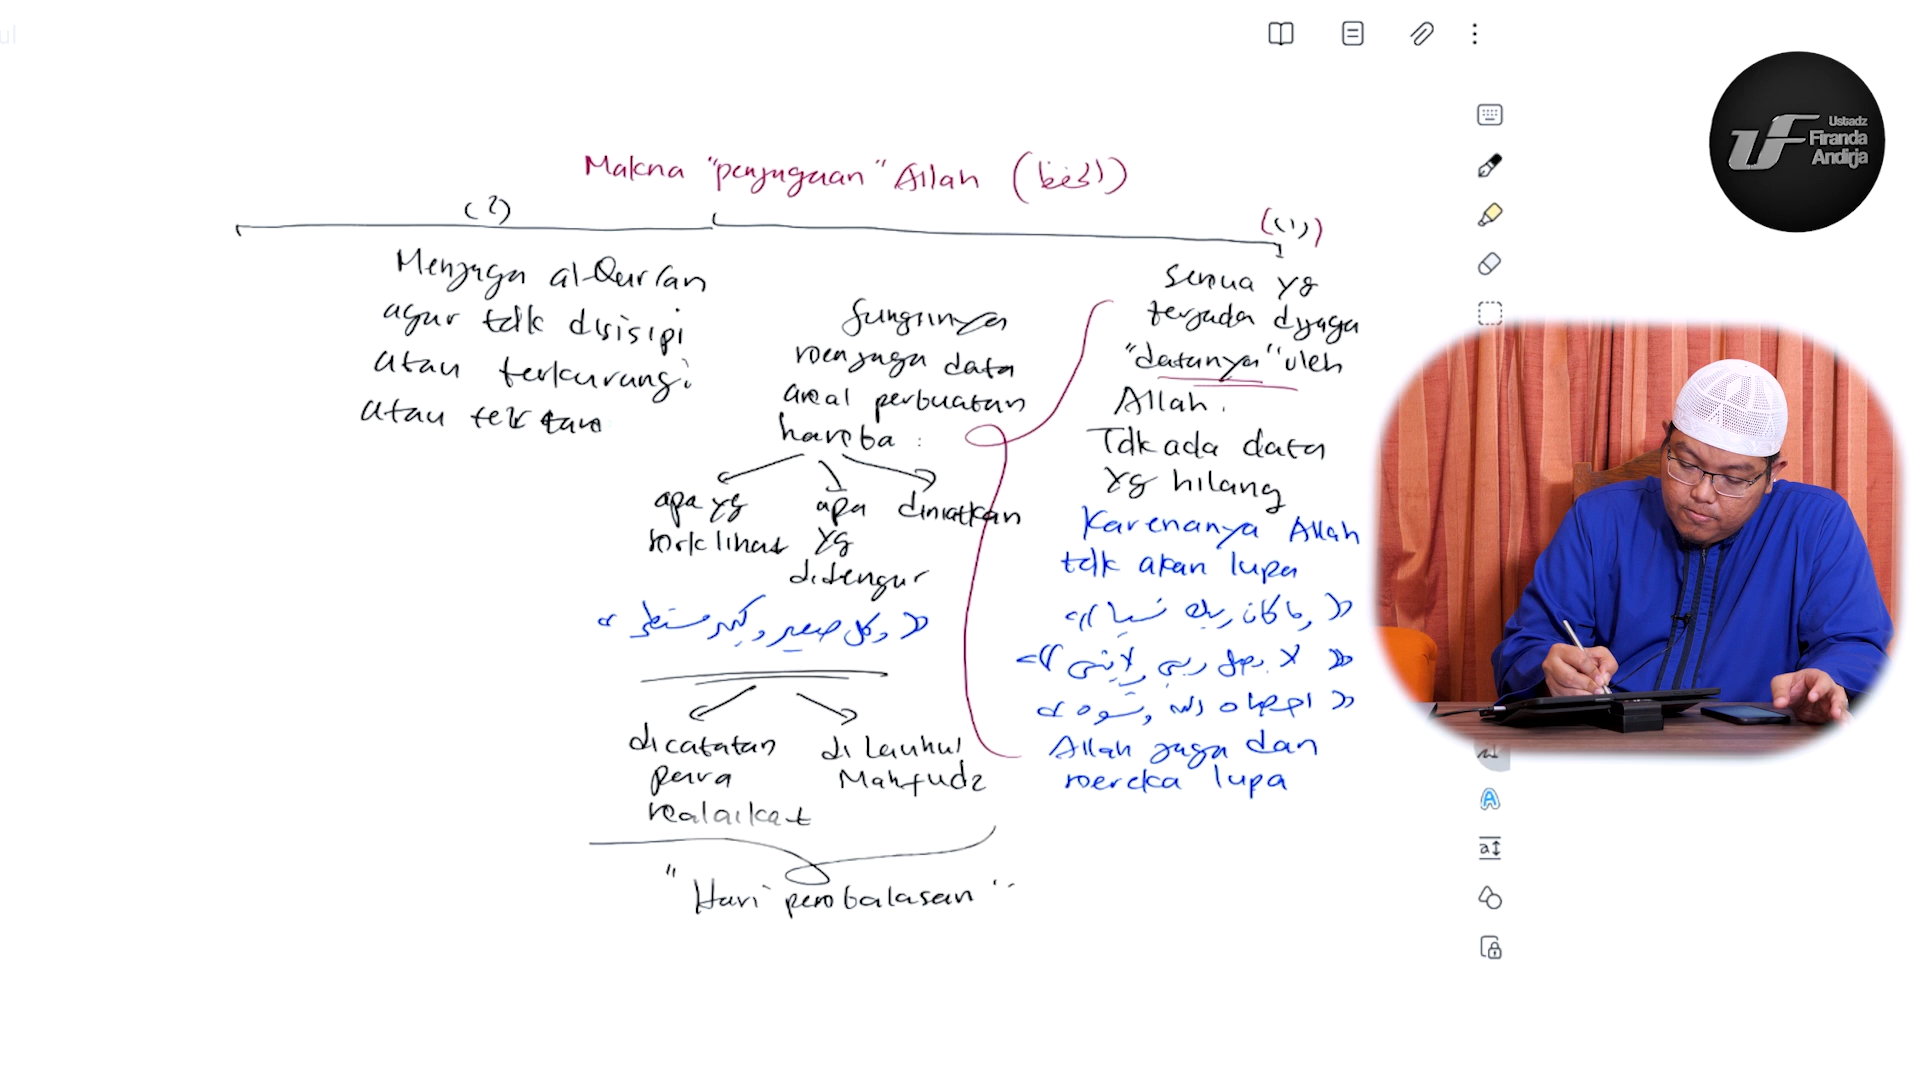 Ustadz
Firanda
Andirja
Makna "penjagaan" Allah (الحفظ)
(1)
semua yg
terjadi dijaga
"datanya" oleh
Allah.
Tdk ada data
yg hilang
Karenanya Allah
tdk akan lupa
« وما كان ربك نسيا »
« لا يضل ربي ولا ينسى »
« احصاه الله ونسوه »
Allah jaga dan
mereka lupa
fungsinya
menjaga data
amal perbuatan
hamba :
apa yg
terlihat
apa
yg
didengar
diniatkan
« وكل صغير وكبير مستطر »
dicatatan
para
malaikat
di Lauhul
Mahfudz
"Hari pembalasan"
(2)
Menjaga al-Qur'an
agar tdk disisipi
atau terkurangi
atau